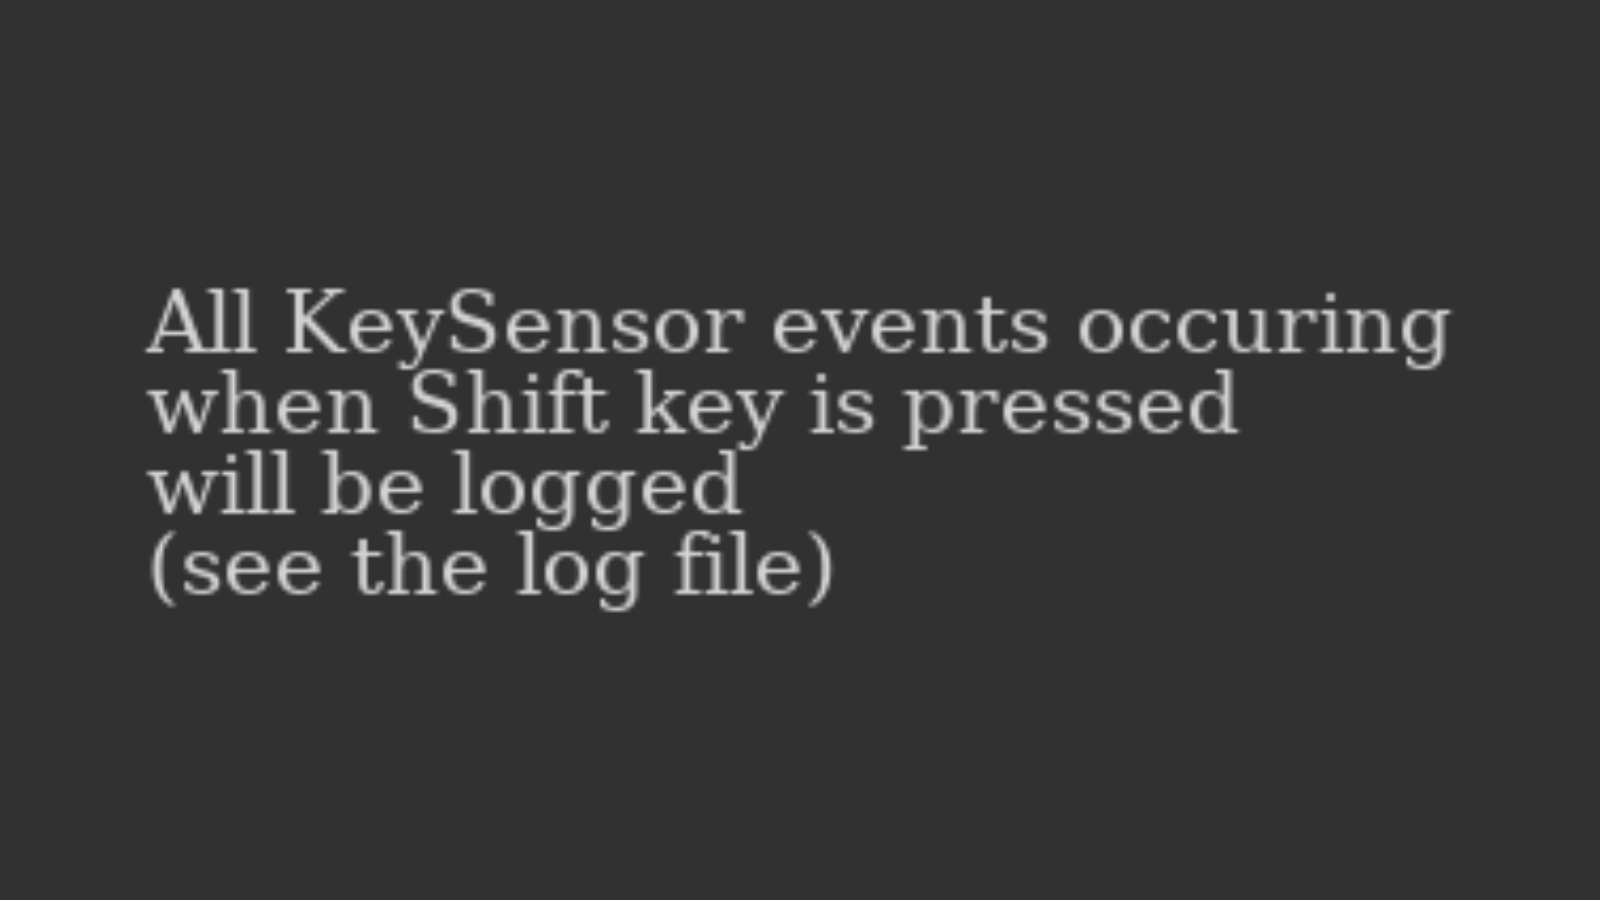 All KeySensor events occuring
when Shift key is pressed
will be logged
(see the log file)